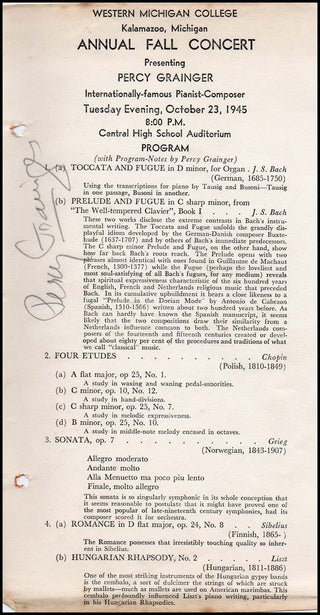 WESTERN MICHIGAN COLLEGE
Kalamazoo, Michigan
ANNUAL FALL CONCERT
Presenting
PERCY GRAINGER
Internationally-famous Pianist-Composer
Tuesday Evening, October 23, 1945
8:00 P.M.
Central High School Auditorium
PROGRAM
(with Program-Notes by Percy Grainger)
1. (a) TOCCATA AND FUGUE in D minor, for Organ . J. S. Bach
(German, 1685-1750)
Using the transcriptions for piano by Tausig and Busoni—Tausig
in one passage, Busoni in another.
(b) PRELUDE AND FUGUE in C sharp minor, from
"The Well-tempered Clavier", Book I . . J. S. Bach
These two works disclose the extreme contrasts in Bach's instru-
mental writing. The Toccata and Fugue unfolds the grandly dis-
playful idiom developed by the German-Danish composer Buxte-
hude (1637-1707) and by others of Bach's immediate predecessors.
The C sharp minor Prelude and Fugue, on the other hand, show
how far back Bach's roots reach. The Prelude opens with two
phrases almost identical with ones found in Guillaume de Machaut
(French, 1300-1377) while the Fugue (perhaps the loveliest and
most soul-satisfying of all Bach's fugues, for any medium) reveals
that spiritual expressiveness characteristic of the six hundred years
of English, French and Netherlands religious music that preceded
Bach. In its cumulative upbuilding it bears a close likeness to a
fugal "Prelude in the Dorian Mode" by Antonio de Cabezon
(Spanish, 1510-1566) written about two hundred years before. As
Bach can hardly have known the Spanish manuscript, it seems
likely that the two compositions draw their similarity from a
Netherlands influence common to both. The Netherlands com-
posers of the fourteenth and fifteenth centuries created or devel-
oped about eighty per cent of the procedures and traditions of what
we call "classical" music.
2. FOUR ETUDES . . . . Chopin
(Polish, 1810-1849)
(a) A flat major, op 25, No. 1.
A study in waxing and waning pedal-sonorities.
(b) C minor, op 10, No. 12.
A study in hand-divisions.
(c) C sharp minor, op 25, No. 7.
A study in melodic expressiveness.
(d) B minor, op 25, No. 10.
A study in middle-note melody encased in octaves.
3. SONATA, op. 7 . . . . Grieg
(Norwegian, 1843-1907)
Allegro moderato
Andante molto
Alla Menuetto ma poco piu lento
Finale, molto allegro
This sonata is so singularly symphonic in its whole conception that
it seems reasonable to postulate that it might have proved one of
the most popular of late-nineteenth century symphonies, had its
composer scored it for orchestra.
4. (a) ROMANCE in D flat major, op. 24, No. 8 . Sibelius
(Finnish, 1865- )
The Romance possesses that irresistibly touching quality so inher-
ent in Sibelius.
(b) HUNGARIAN RHAPSODY, No. 2 . . . Liszt
(Hungarian, 1811-1886)
One of the most striking instruments of the Hungarian gypsy bands
is the cembalo, a sort of dulcimer the strings of which are struck
by mallets—much as mallets are used on American marimbas. This
cembalo profoundly influenced Liszt's piano writing, particularly
in his Hungarian Rhapsodies.
Percy Grainger